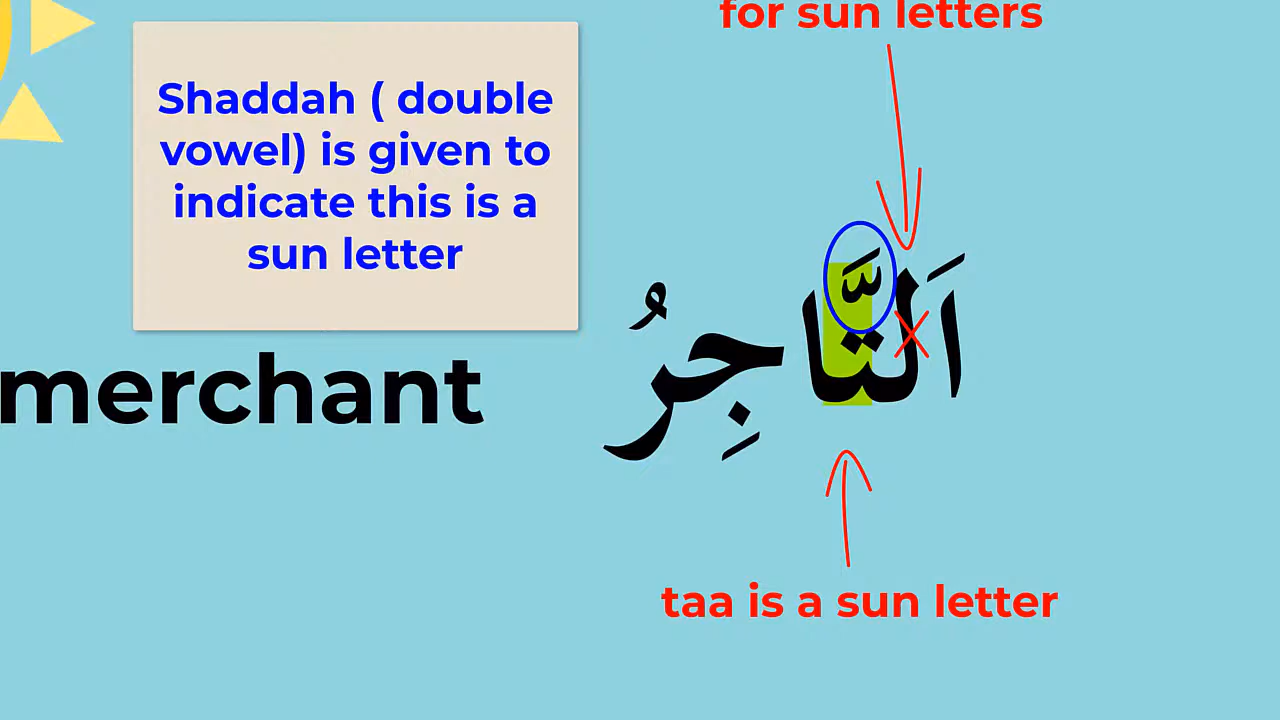 for sun letters
Shaddah ( double
vowel) is given to
indicate this is a
sun letter
merchant
اَلتَّاجِرُ
taa is a sun letter